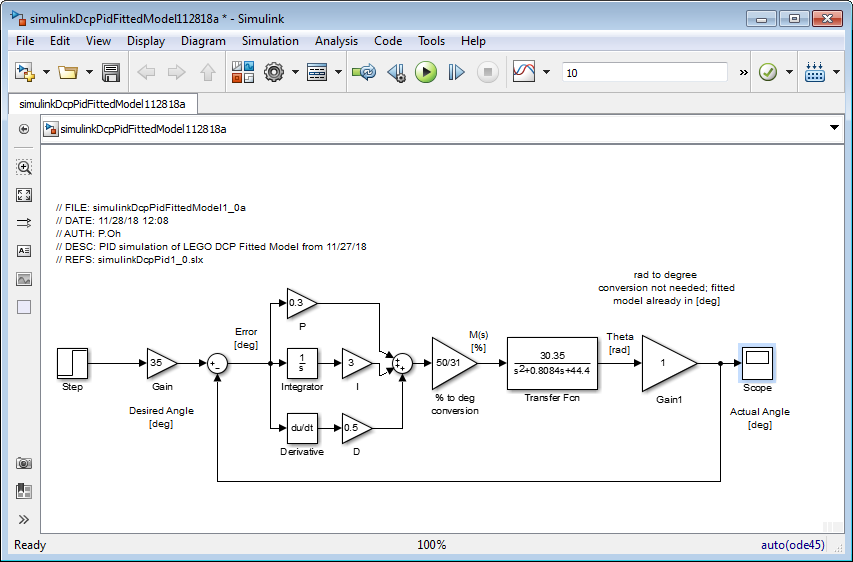 simulinkDcpPidFittedModel112818a * - Simulink
File Edit View Display Diagram Simulation Analysis Code Tools Help
10 »
simulinkDcpPidFittedModel112818a
simulinkDcpPidFittedModel112818a
// FILE: simulinkDcpPidFittedModel1_0a
// DATE: 11/28/18 12:08
// AUTH: P.Oh
// DESC: PID simulation of LEGO DCP Fitted Model from 11/27/18
// REFS: simulinkDcpPid1_0.slx
rad to degree
conversion not needed; fitted
model already in [deg]
0.3
P
Error
[deg]
M(s)
[%]
Theta
[rad]
Step
35
Gain
Desired Angle
[deg]
1
s
Integrator
3
I
du/dt
Derivative
0.5
D
50/31
% to deg
conversion
30.35
s2+0.8084s+44.4
Transfer Fcn
1
Gain1
Scope
Actual Angle
[deg]
Ready 100% auto(ode45)